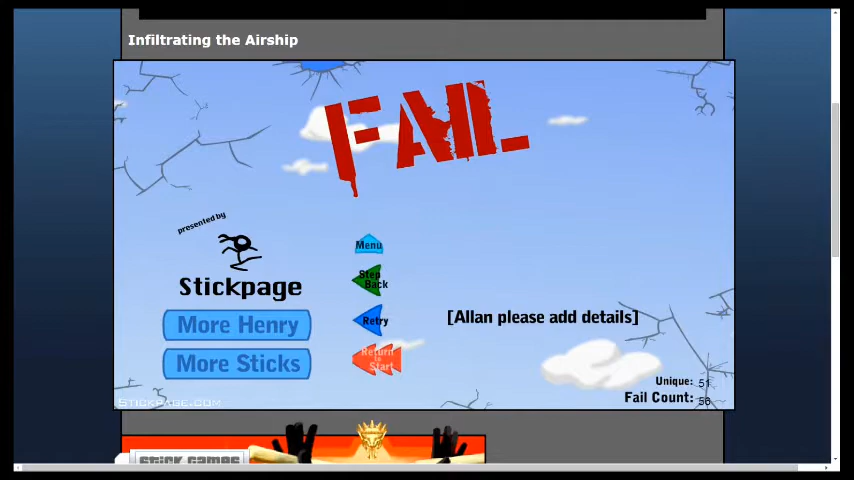 Infiltrating the Airship
FAIL
presented by
Stickpage
More Henry
More Sticks
Menu
Step
Back
Retry
Return
to
Start
[Allan please add details]
Unique: 51
Fail Count: 56
STICKPAGE.COM
STICK GAMES